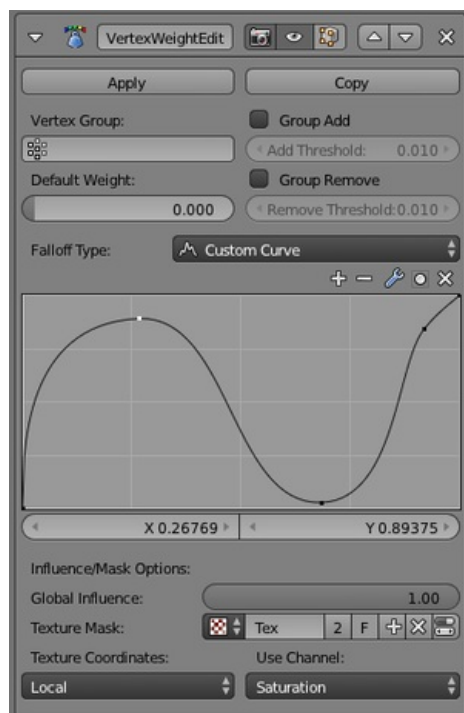 VertexWeightEdit
Apply Copy
Vertex Group: Group Add
Add Threshold: 0.010
Default Weight: Group Remove
0.000 Remove Threshold: 0.010
Falloff Type: Custom Curve
X 0.26769 Y 0.89375
Influence/Mask Options:
Global Influence: 1.00
Texture Mask: Tex 2 F
Texture Coordinates: Use Channel:
Local Saturation